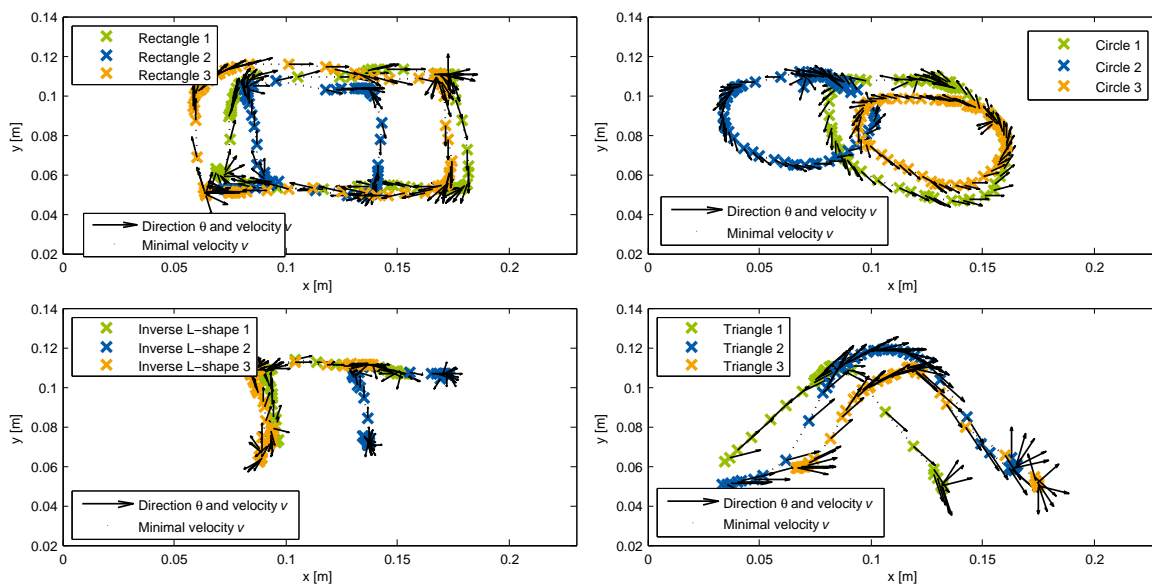 0.14
0.12
0.1
0.08
0.06
0.04
0.02
y [m]
Rectangle 1
Rectangle 2
Rectangle 3
Direction θ and velocity v
Minimal velocity v
0
0.05
0.1
0.15
0.2
x [m]
0.14
0.12
0.1
0.08
0.06
0.04
0.02
y [m]
Circle 1
Circle 2
Circle 3
Direction θ and velocity v
Minimal velocity v
0
0.05
0.1
0.15
0.2
x [m]
0.14
0.12
0.1
0.08
0.06
0.04
0.02
y [m]
Inverse L−shape 1
Inverse L−shape 2
Inverse L−shape 3
Direction θ and velocity v
Minimal velocity v
0
0.05
0.1
0.15
0.2
x [m]
0.14
0.12
0.1
0.08
0.06
0.04
0.02
y [m]
Triangle 1
Triangle 2
Triangle 3
Direction θ and velocity v
Minimal velocity v
0
0.05
0.1
0.15
0.2
x [m]